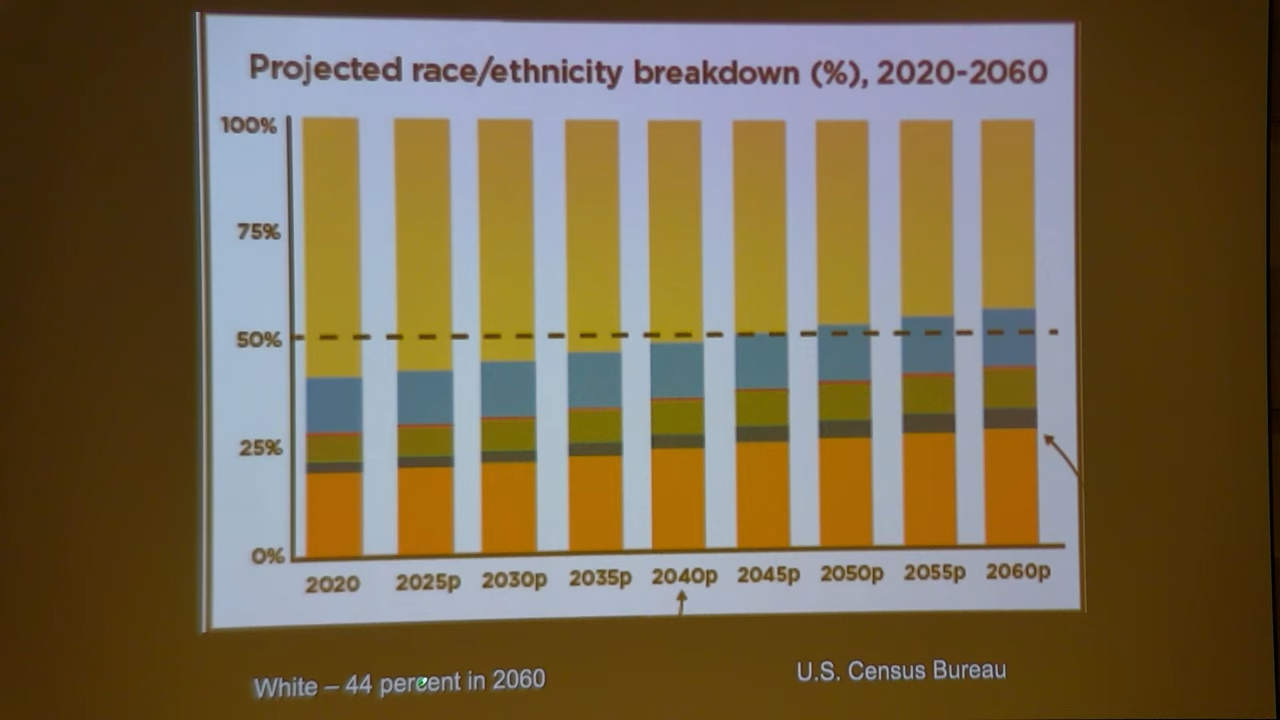 Projected race/ethnicity breakdown (%), 2020-2060
100%
75%
50%
25%
0%
2020 2025p 2030p 2035p 2040p 2045p 2050p 2055p 2060p
White – 44 percent in 2060
U.S. Census Bureau